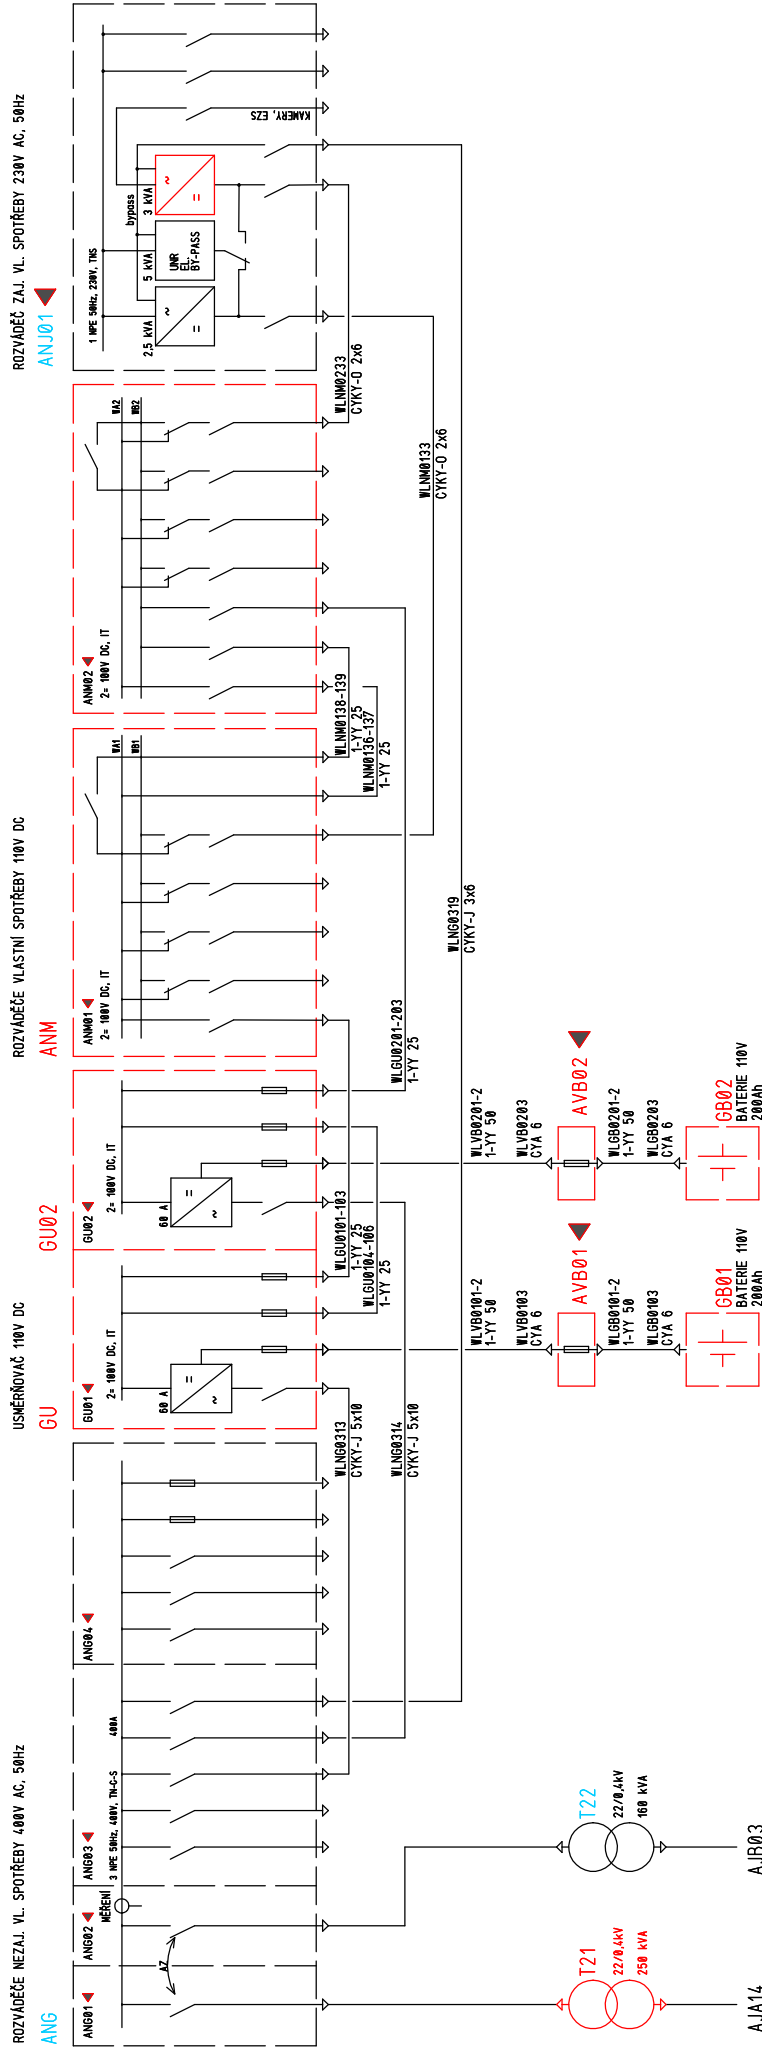 ROZVÁDĚČE NEZAJ. VL. SPOTŘEBY 400V AC, 50Hz
ANG
ANG01
ANG02
MĚŘENÍ
AZ
ANG03
3 NPE 50Hz, 400V, TN-C-S
400A
ANG04
USMĚRŇOVAČ 110V DC
GU
GU01
2= 100V DC, IT
60 A
GU02
GU02
2= 100V DC, IT
60 A
ROZVÁDĚČE VLASTNÍ SPOTŘEBY 110V DC
ANM
ANM01
2= 100V DC, IT
WA1
WB1
ANM02
2= 100V DC, IT
WA2
WB2
ROZVÁDĚČ ZAJ. VL. SPOTŘEBY 230V AC, 50Hz
ANJ01
1 NPE 50Hz, 230V, TNS
2,5 kVA
5 kVA
UNR
EL.
BY-PASS
bypass
3 kVA
KAMERY, EZS
WLNG0313
CYKY-J 5x10
WLNG0314
CYKY-J 5x10
WLGU0101-103
1-YY 25
WLGU0104-106
1-YY 25
WLGU0201-203
1-YY 25
WLNM0138-139
1-YY 25
WLNM0136-137
1-YY 25
WLNM0233
CYKY-O 2x6
WLNM0133
CYKY-O 2x6
WLNG0319
CYKY-J 3x6
WLVB0101-2
1-YY 50
WLVB0103
CYA 6
AVB01
WLGB0101-2
1-YY 50
WLGB0103
CYA 6
GB01
BATERIE 110V
200Ah
WLVB0201-2
1-YY 50
WLVB0203
CYA 6
AVB02
WLGB0201-2
1-YY 50
WLGB0203
CYA 6
GB02
BATERIE 110V
200Ah
T21
22/0,4kV
250 kVA
AJA14
T22
22/0,4kV
160 kVA
AJB03